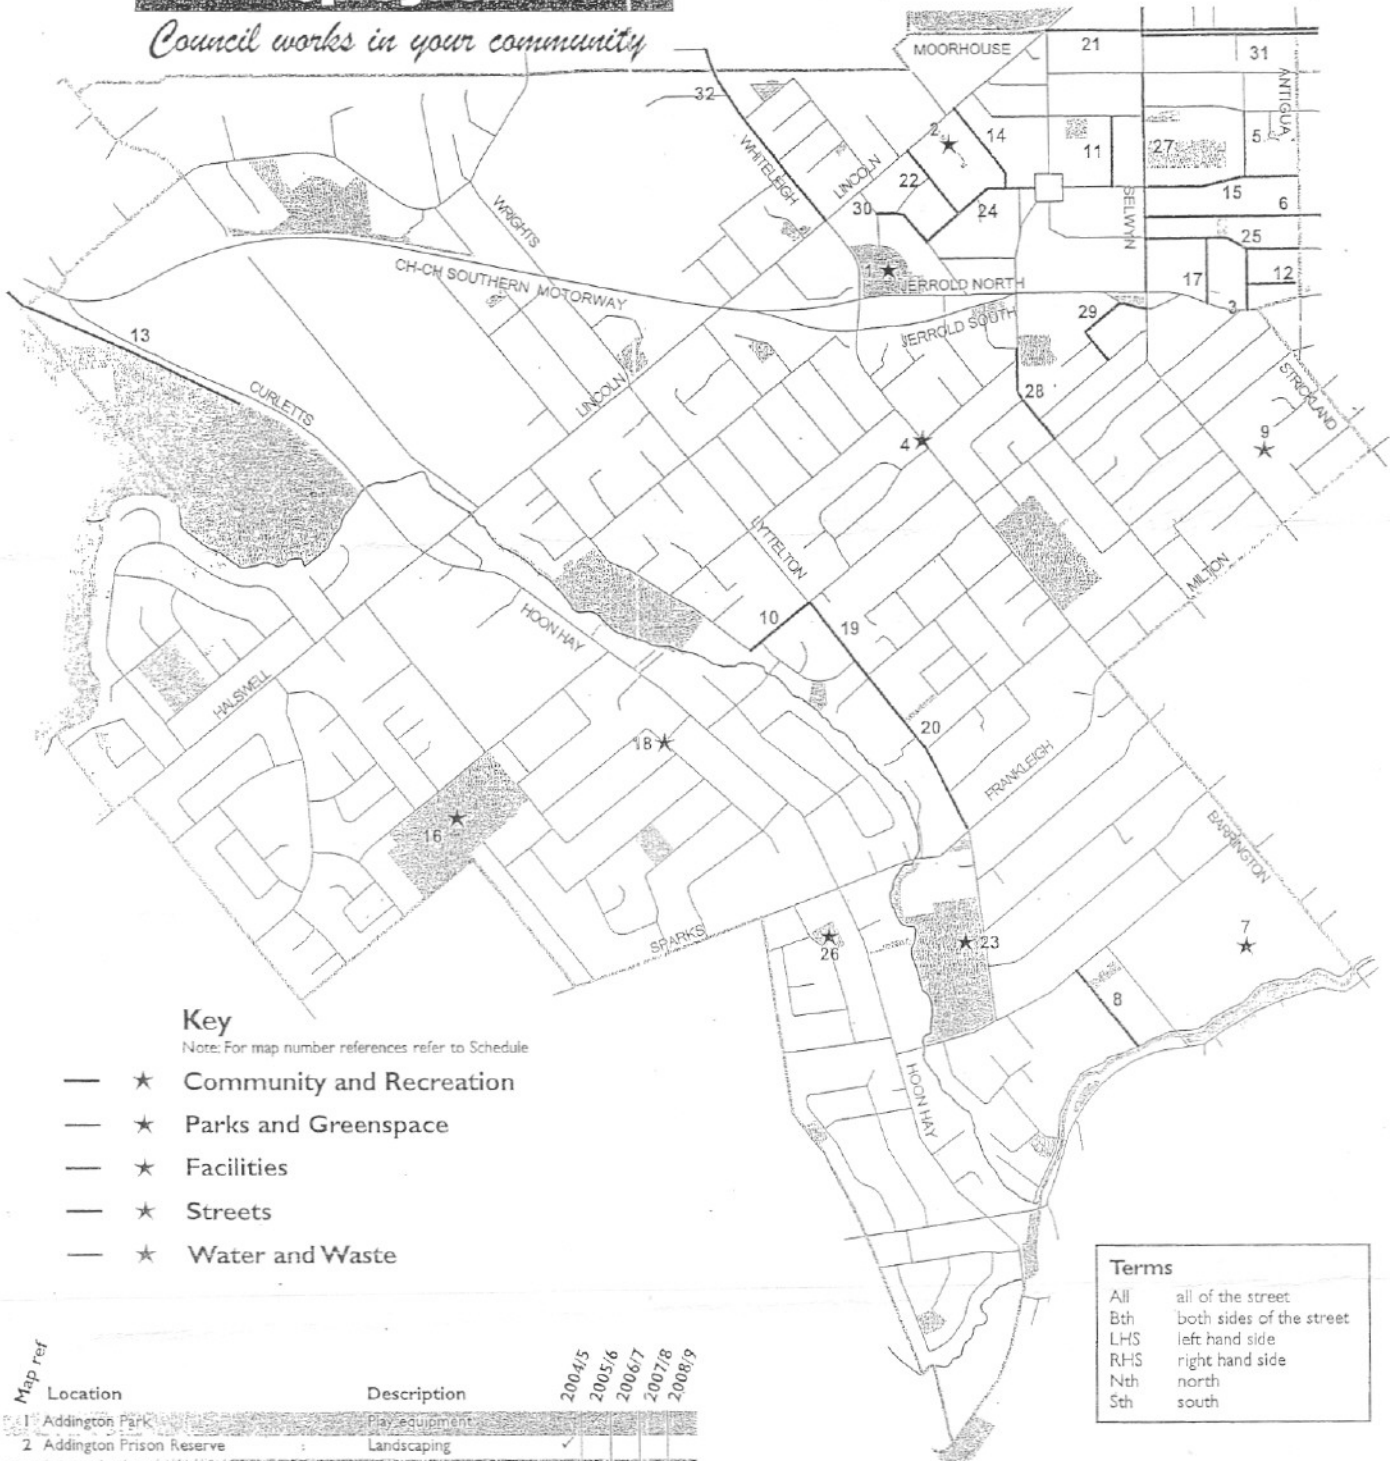 Council works in your community
MOORHOUSE
21
31
ANTIGUA
32
WHITELEIGH
LINCOLN
2
14
11
27
5
22
30
24
15
6
SELWYN
25
WRIGHTS
CH-CH SOUTHERN MOTORWAY
1
JERROLD NORTH
17
12
3
JERROLD SOUTH
29
13
CURLETTS
LINCOLN
28
STRICKLAND
4
9
LYTTELTON
MILTON
10
19
HOON HAY
HALSWELL
18
20
FRANKLEIGH
16
BARRINGTON
SPARKS
26
23
7
8
HOON HAY
Key
Note: For map number references refer to Schedule
Community and Recreation
Parks and Greenspace
Facilities
Streets
Water and Waste
Terms
All all of the street
Bth both sides of the street
LHS left hand side
RHS right hand side
Nth north
Sth south
Map ref Location Description 2004/5 2005/6 2006/7 2007/8 2008/9
1 Addington Park Play equipment
2 Addington Prison Reserve : Landscaping ✓